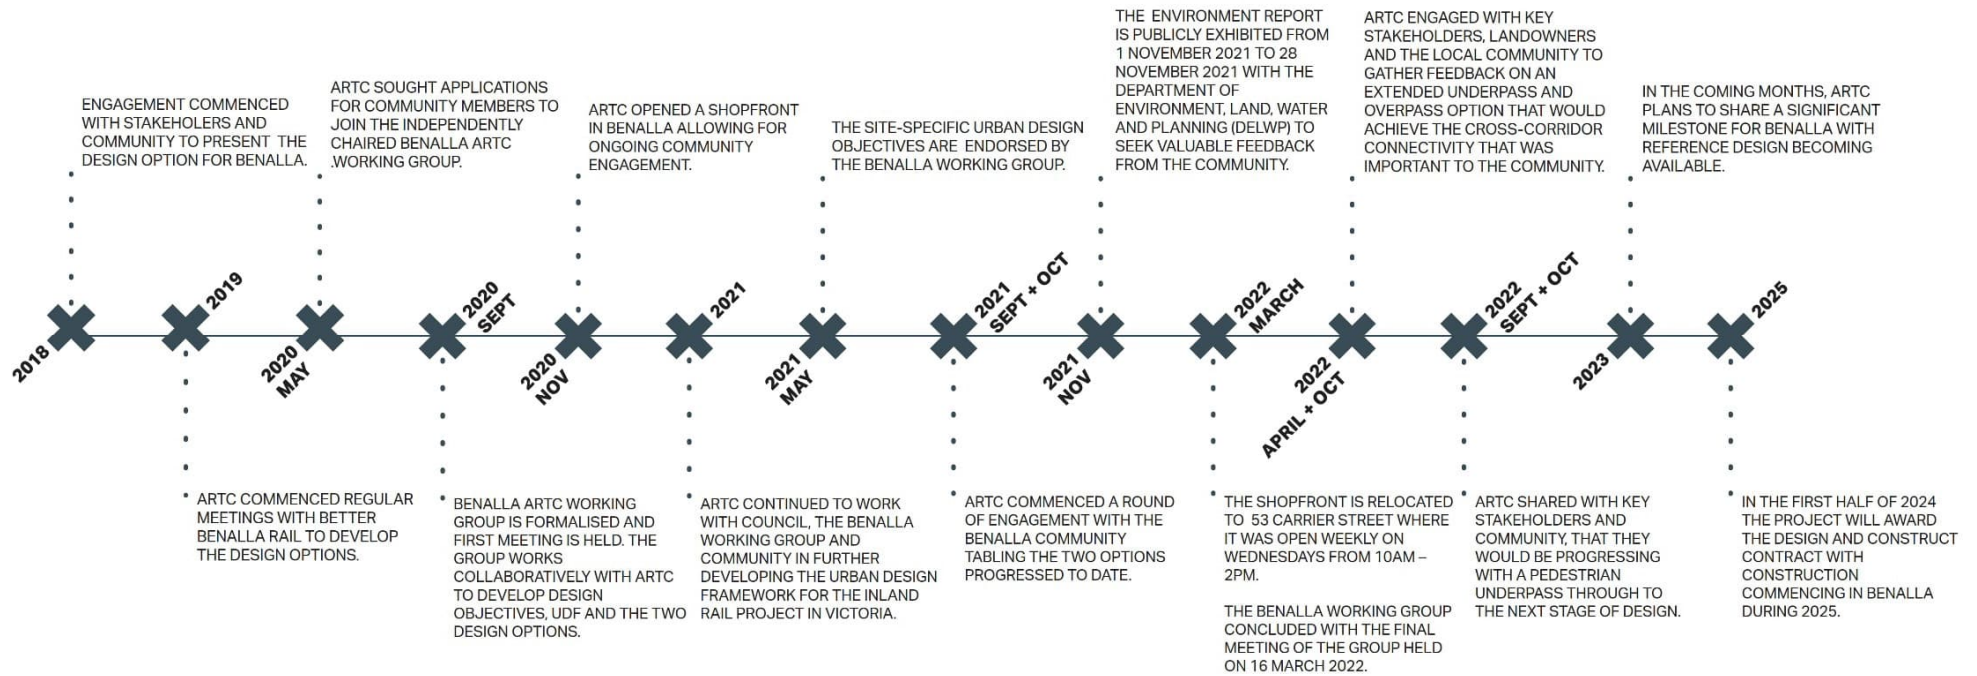 ENGAGEMENT COMMENCED
WITH STAKEHOLERS AND
COMMUNITY TO PRESENT THE
DESIGN OPTION FOR BENALLA.
2018
2019
ARTC COMMENCED REGULAR
MEETINGS WITH BETTER
BENALLA RAIL TO DEVELOP
THE DESIGN OPTIONS.
ARTC SOUGHT APPLICATIONS
FOR COMMUNITY MEMBERS TO
JOIN THE INDEPENDENTLY
CHAIRED BENALLA ARTC
.WORKING GROUP.
2020
MAY
2020
SEPT
BENALLA ARTC WORKING
GROUP IS FORMALISED AND
FIRST MEETING IS HELD. THE
GROUP WORKS
COLLABORATIVELY WITH ARTC
TO DEVELOP DESIGN
OBJECTIVES, UDF AND THE TWO
DESIGN OPTIONS.
ARTC OPENED A SHOPFRONT
IN BENALLA ALLOWING FOR
ONGOING COMMUNITY
ENGAGEMENT.
2020
NOV
2021
ARTC CONTINUED TO WORK
WITH COUNCIL, THE BENALLA
WORKING GROUP AND
COMMUNITY IN FURTHER
DEVELOPING THE URBAN DESIGN
FRAMEWORK FOR THE INLAND
RAIL PROJECT IN VICTORIA.
THE SITE-SPECIFIC URBAN DESIGN
OBJECTIVES ARE ENDORSED BY
THE BENALLA WORKING GROUP.
2021
MAY
2021
SEPT + OCT
ARTC COMMENCED A ROUND
OF ENGAGEMENT WITH THE
BENALLA COMMUNITY
TABLING THE TWO OPTIONS
PROGRESSED TO DATE.
THE ENVIRONMENT REPORT
IS PUBLICLY EXHIBITED FROM
1 NOVEMBER 2021 TO 28
NOVEMBER 2021 WITH THE
DEPARTMENT OF
ENVIRONMENT, LAND, WATER
AND PLANNING (DELWP) TO
SEEK VALUABLE FEEDBACK
FROM THE COMMUNITY.
2021
NOV
2022
MARCH
THE SHOPFRONT IS RELOCATED
TO 53 CARRIER STREET WHERE
IT WAS OPEN WEEKLY ON
WEDNESDAYS FROM 10AM –
2PM.
THE BENALLA WORKING GROUP
CONCLUDED WITH THE FINAL
MEETING OF THE GROUP HELD
ON 16 MARCH 2022.
ARTC ENGAGED WITH KEY
STAKEHOLDERS, LANDOWNERS
AND THE LOCAL COMMUNITY TO
GATHER FEEDBACK ON AN
EXTENDED UNDERPASS AND
OVERPASS OPTION THAT WOULD
ACHIEVE THE CROSS-CORRIDOR
CONNECTIVITY THAT WAS
IMPORTANT TO THE COMMUNITY.
2022
APRIL + OCT
2022
SEPT + OCT
ARTC SHARED WITH KEY
STAKEHOLDERS AND
COMMUNITY, THAT THEY
WOULD BE PROGRESSING
WITH A PEDESTRIAN
UNDERPASS THROUGH TO
THE NEXT STAGE OF DESIGN.
IN THE COMING MONTHS, ARTC
PLANS TO SHARE A SIGNIFICANT
MILESTONE FOR BENALLA WITH
REFERENCE DESIGN BECOMING
AVAILABLE.
2023
2025
IN THE FIRST HALF OF 2024
THE PROJECT WILL AWARD
THE DESIGN AND CONSTRUCT
CONTRACT WITH
CONSTRUCTION
COMMENCING IN BENALLA
DURING 2025.